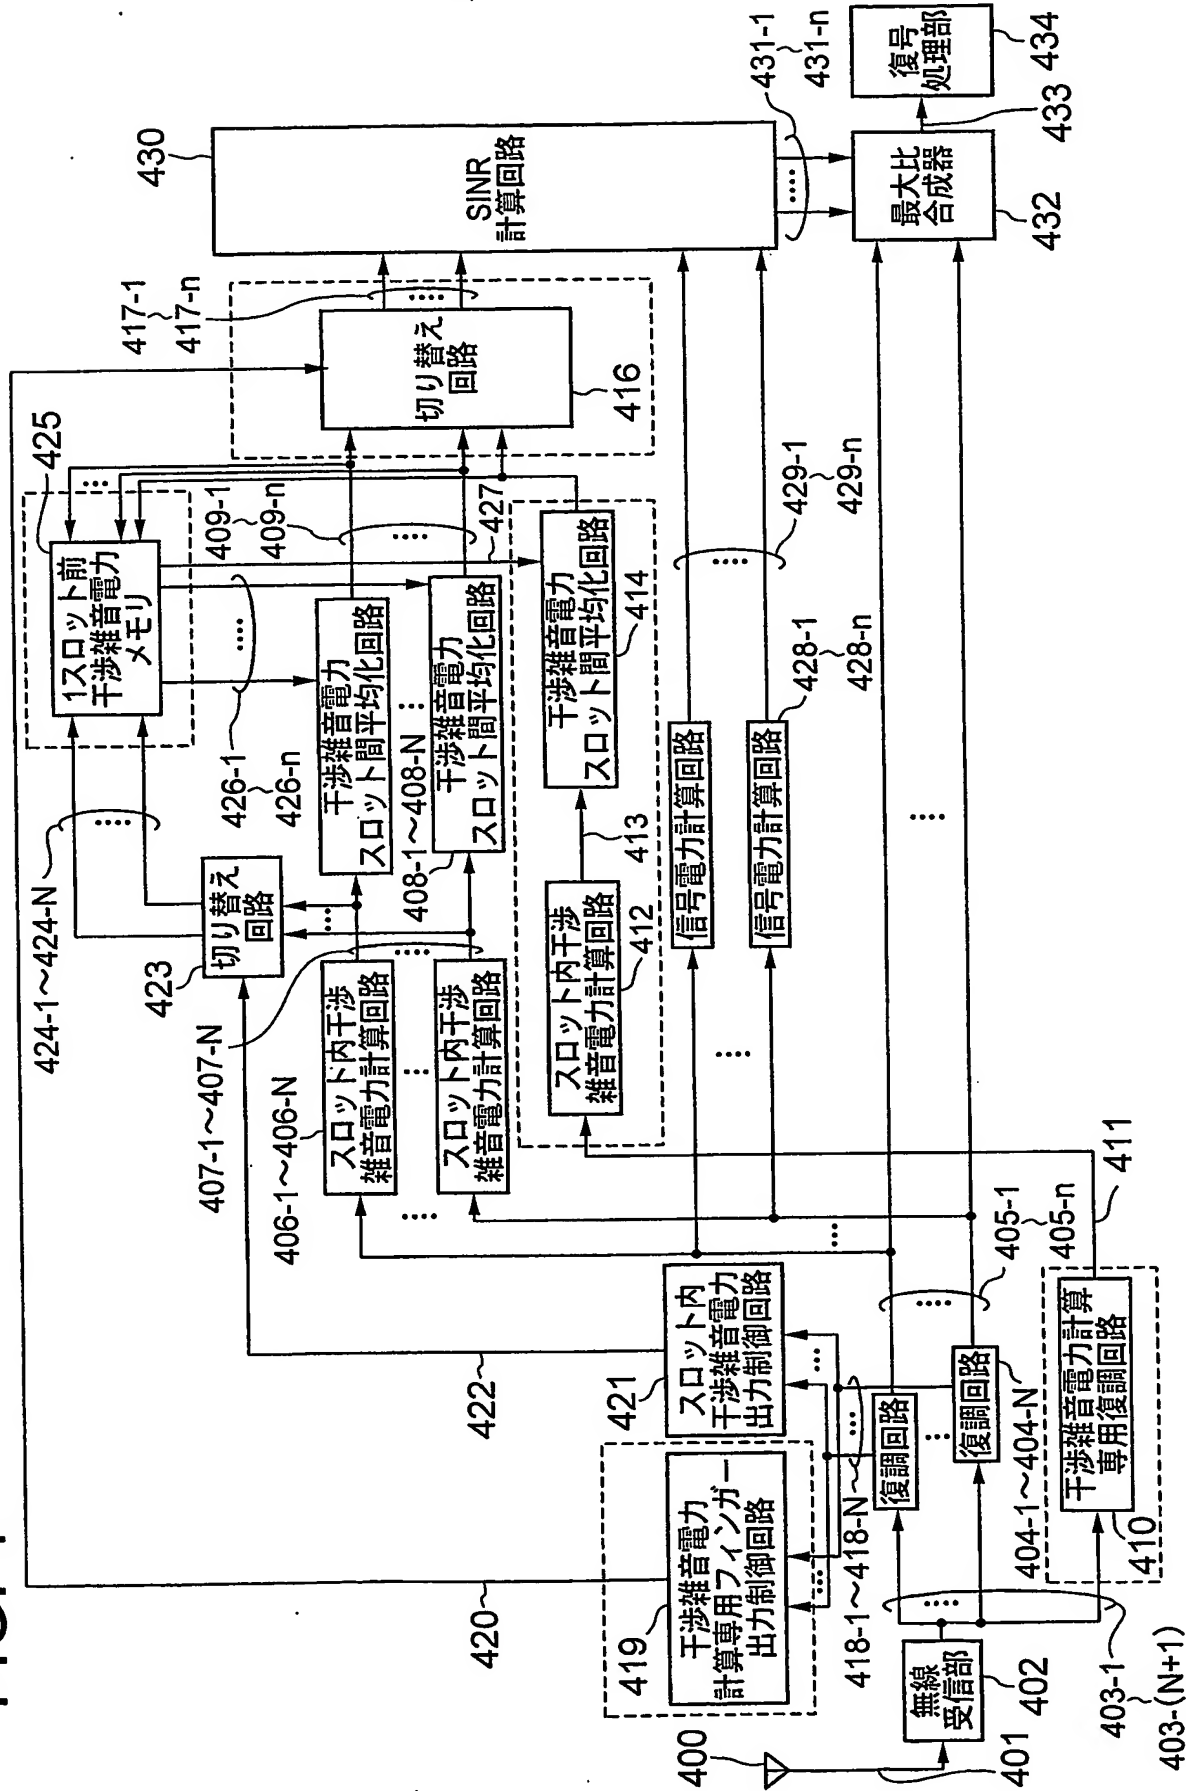 430
SINR
計算回路
431-1
～
431-n
復号
処理部
434
433
最大比
合成器
432
417-1
～
417-n
切り替え
回路
416
425
1スロット前
干渉雑音電力
メモリ
409-1
～
409-n
427
426-1
～
426-n
424-1～424-N
切り替え
回路
423
干渉雑音電力
スロット間平均化回路
干渉雑音電力
スロット間平均化回路
408-1～408-N
干渉雑音電力
スロット間平均化回路
414
413
スロット内干渉
雑音電力計算回路
412
407-1～407-N
スロット内干渉
雑音電力計算回路
406-1～406-N
スロット内干渉
雑音電力計算回路
信号電力計算回路
信号電力計算回路
428-1
～
428-n
429-1
～
429-n
411
405-1
～
405-n
422
421
スロット内
干渉雑音電力
出力制御回路
420
419
干渉雑音電力
計算専用フィンガー
出力制御回路
418-1～418-N
復調回路
復調回路
404-1～404-N
干渉雑音電力計算
専用復調回路
410
400
401
無線
受信部
402
403-1
～
403-(N+1)